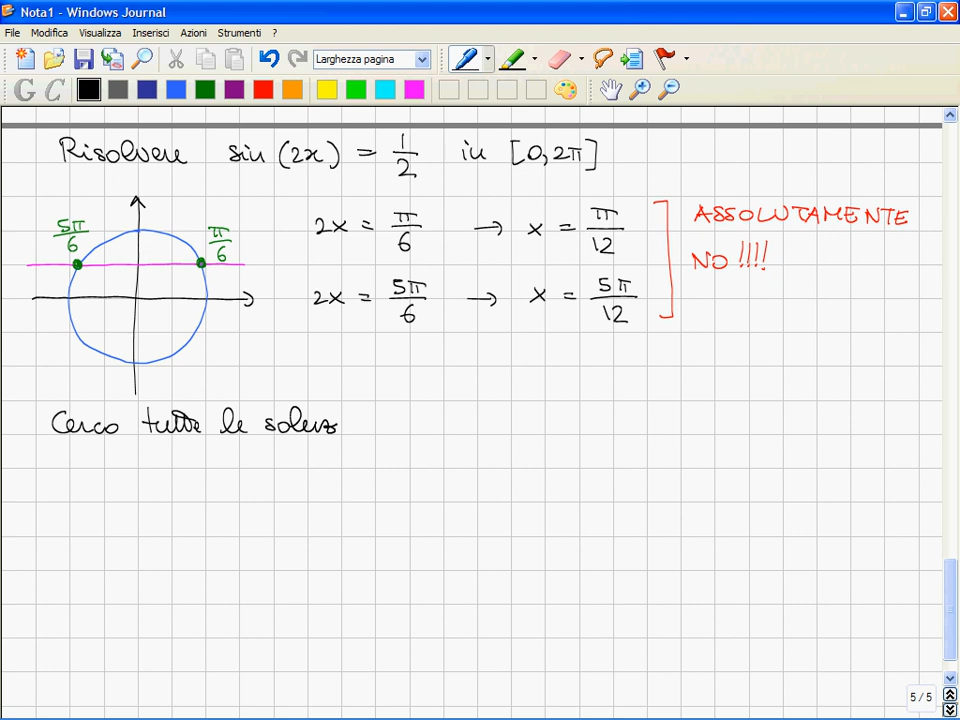 Nota1 - Windows Journal
File Modifica Visualizza Inserisci Azioni Strumenti ?
Larghezza pagina
G C
Risolvere sin(2x) = 1/2 in [0,2π]
5π/6 π/6
2x = π/6 → x = π/12
2x = 5π/6 → x = 5π/12
ASSOLUTAMENTE
NO!!!!
Cerco tutte le soluz
5 / 5